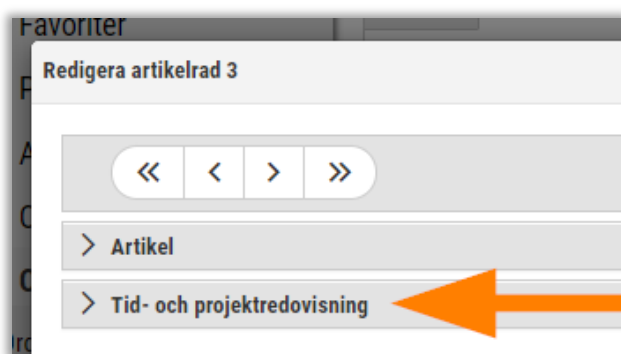 Favoriter
Redigera artikelrad 3
Artikel
Tid- och projektredovisning